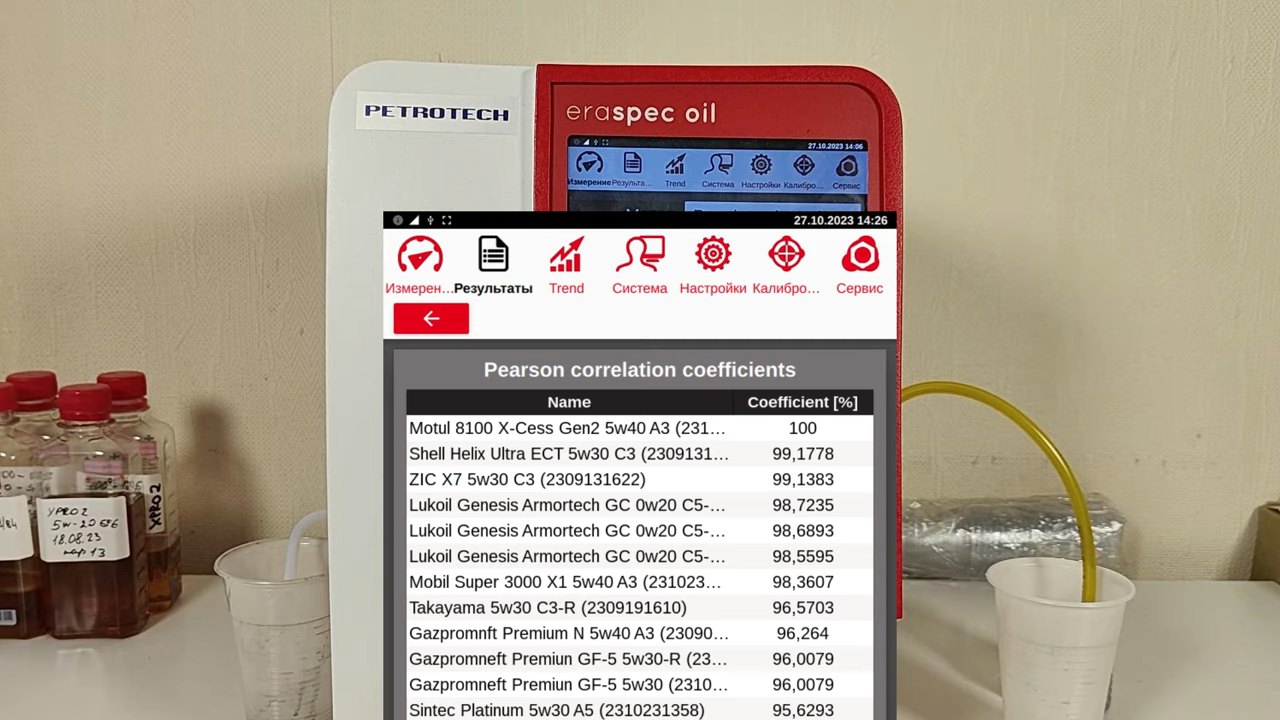 PETROTECH
eraspec oil
27.10.2023 14:06
Измерение Результа... Trend Система Настройки Калибро... Сервис
27.10.2023 14:26
Измерен... Результаты Trend Система Настройки Калибро... Сервис
Pearson correlation coefficients
Name Coefficient [%]
Motul 8100 X-Cess Gen2 5w40 A3 (231... 100
Shell Helix Ultra ECT 5w30 C3 (2309131... 99,1778
ZIC X7 5w30 C3 (2309131622) 99,1383
Lukoil Genesis Armortech GC 0w20 C5-... 98,7235
Lukoil Genesis Armortech GC 0w20 C5-... 98,6893
Lukoil Genesis Armortech GC 0w20 C5-... 98,5595
Mobil Super 3000 X1 5w40 A3 (231023... 98,3607
Takayama 5w30 C3-R (2309191610) 96,5703
Gazpromnft Premium N 5w40 A3 (23090... 96,264
Gazpromneft Premiun GF-5 5w30-R (23... 96,0079
Gazpromneft Premiun GF-5 5w30 (2310... 96,0079
Sintec Platinum 5w30 A5 (2310231358) 95,6293
XPRO2
5w-20 GF6
18.08.23
XPRO2